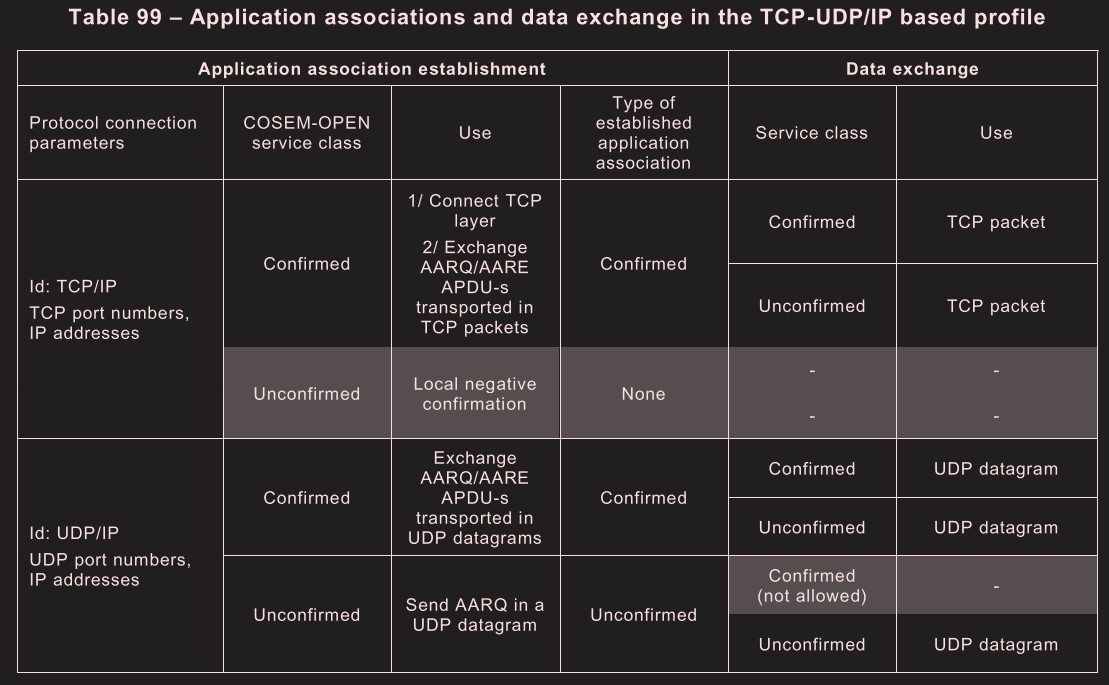 Table 99 – Application associations and data exchange in the TCP-UDP/IP based profile
Application association establishment
Data exchange
Protocol connection
parameters
COSEM-OPEN
service class
Use
Type of
established
application
association
Service class
Use
Id: TCP/IP
TCP port numbers,
IP addresses
Confirmed
1/ Connect TCP
layer
2/ Exchange
AARQ/AARE
APDU-s
transported in
TCP packets
Confirmed
Confirmed
TCP packet
Unconfirmed
TCP packet
Unconfirmed
Local negative
confirmation
None
-
-
-
-
Id: UDP/IP
UDP port numbers,
IP addresses
Confirmed
Exchange
AARQ/AARE
APDU-s
transported in
UDP datagrams
Confirmed
Confirmed
UDP datagram
Unconfirmed
UDP datagram
Unconfirmed
Send AARQ in a
UDP datagram
Unconfirmed
Confirmed
(not allowed)
-
Unconfirmed
UDP datagram